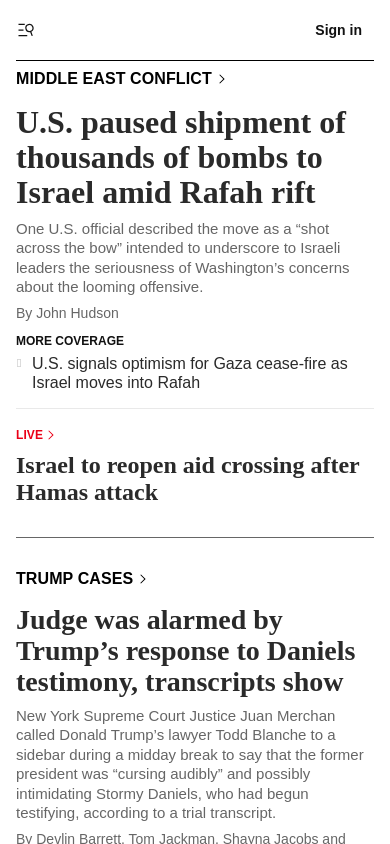 Sign in
MIDDLE EAST CONFLICT
U.S. paused shipment of
thousands of bombs to
Israel amid Rafah rift
One U.S. official described the move as a “shot
across the bow” intended to underscore to Israeli
leaders the seriousness of Washington’s concerns
about the looming offensive.
By John Hudson
MORE COVERAGE
U.S. signals optimism for Gaza cease-fire as
Israel moves into Rafah
LIVE
Israel to reopen aid crossing after
Hamas attack
TRUMP CASES
Judge was alarmed by
Trump’s response to Daniels
testimony, transcripts show
New York Supreme Court Justice Juan Merchan
called Donald Trump’s lawyer Todd Blanche to a
sidebar during a midday break to say that the former
president was “cursing audibly” and possibly
intimidating Stormy Daniels, who had begun
testifying, according to a trial transcript.
By Devlin Barrett, Tom Jackman, Shayna Jacobs and